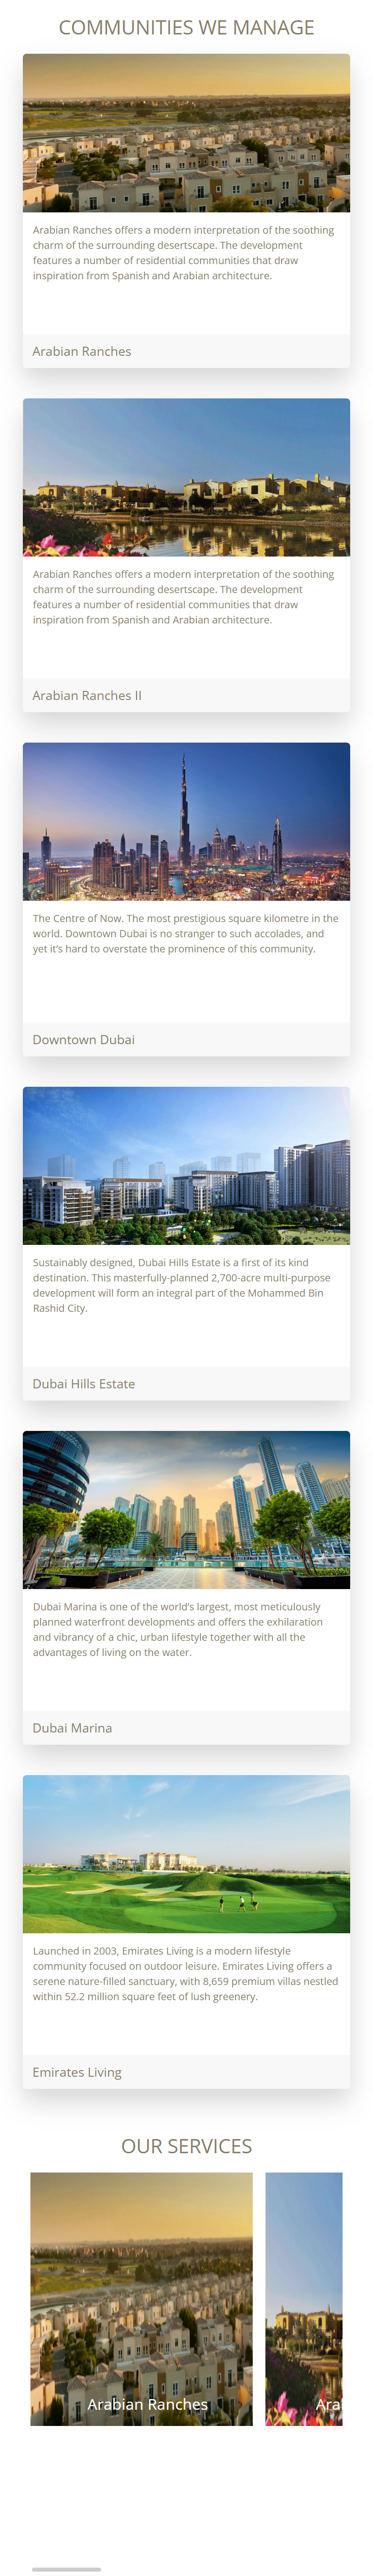 COMMUNITIES WE MANAGE
Arabian Ranches offers a modern interpretation of the soothing
charm of the surrounding desertscape. The development
features a number of residential communities that draw
inspiration from Spanish and Arabian architecture.
Arabian Ranches
Arabian Ranches offers a modern interpretation of the soothing
charm of the surrounding desertscape. The development
features a number of residential communities that draw
inspiration from Spanish and Arabian architecture.
Arabian Ranches II
The Centre of Now. The most prestigious square kilometre in the
world. Downtown Dubai is no stranger to such accolades, and
yet it’s hard to overstate the prominence of this community.
Downtown Dubai
Sustainably designed, Dubai Hills Estate is a first of its kind
destination. This masterfully-planned 2,700-acre multi-purpose
development will form an integral part of the Mohammed Bin
Rashid City.
Dubai Hills Estate
Dubai Marina is one of the world’s largest, most meticulously
planned waterfront developments and offers the exhilaration
and vibrancy of a chic, urban lifestyle together with all the
advantages of living on the water.
Dubai Marina
Launched in 2003, Emirates Living is a modern lifestyle
community focused on outdoor leisure. Emirates Living offers a
serene nature-filled sanctuary, with 8,659 premium villas nestled
within 52.2 million square feet of lush greenery.
Emirates Living
OUR SERVICES
Arabian Ranches